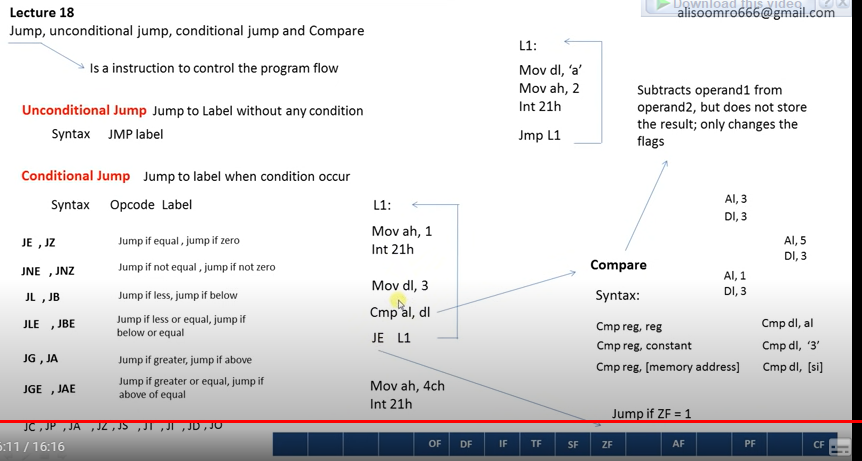 Lecture 18
Jump, unconditional jump, conditional jump and Compare
Download this video
alisoomro666@gmail.com
Is a instruction to control the program flow
Unconditional Jump Jump to Label without any condition
Syntax JMP label
L1:
Mov dl, ‘a’
Mov ah, 2
Int 21h
Jmp L1
Subtracts operand1 from
operand2, but does not store
the result; only changes the
flags
Conditional Jump Jump to label when condition occur
Syntax Opcode Label
JE , JZ Jump if equal , jump if zero
JNE , JNZ Jump if not equal , jump if not zero
JL , JB Jump if less, jump if below
JLE , JBE Jump if less or equal, jump if
below or equal
JG , JA Jump if greater, jump if above
JGE , JAE Jump if greater or equal, jump if
above of equal
L1:
Mov ah, 1
Int 21h
Mov dl, 3
Cmp al, dl
JE L1
Mov ah, 4ch
Int 21h
Al, 3
Dl, 3
Al, 5
Dl, 3
Al, 1
Dl, 3
Compare
Syntax:
Cmp reg, reg Cmp dl, al
Cmp reg, constant Cmp dl, ‘3’
Cmp reg, [memory address] Cmp dl, [si]
Jump if ZF = 1
JC , JP , JA , JZ , JS
6:11 / 16:16
OF DF IF TF SF ZF AF PF CF